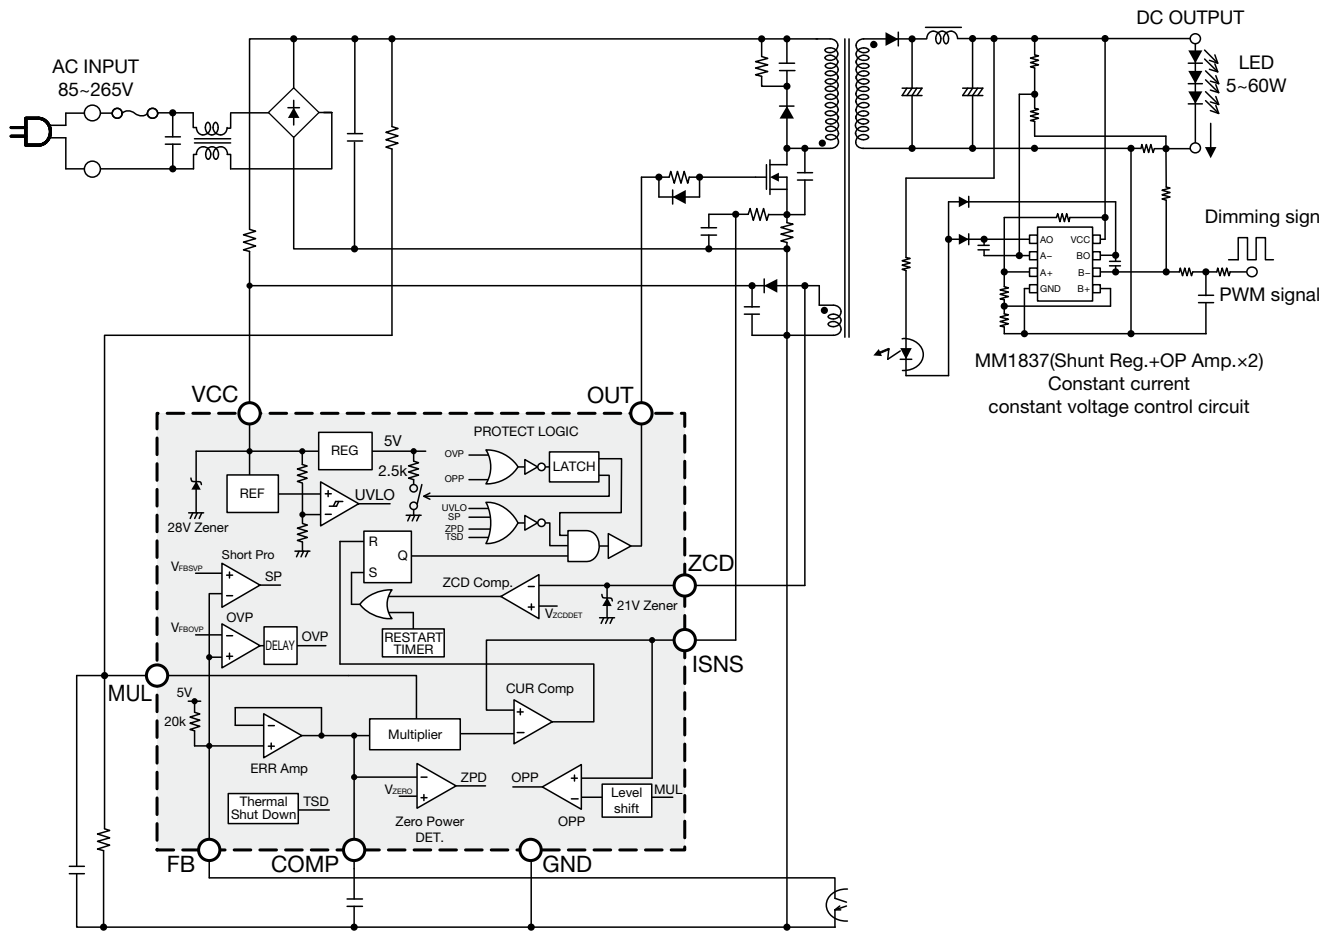 DC OUTPUT
AC INPUT
85~265V
LED
5~60W
Dimming sign
PWM signal
AO
VCC
A−
BO
A+
B−
GND
B+
MM1837(Shunt Reg.+OP Amp.×2)
Constant current
constant voltage control circuit
VCC
OUT
REG
5V
2.5k
PROTECT LOGIC
OVP
OPP
LATCH
REF
+
−
UVLO
28V Zener
UVLO
SP
ZPD
TSD
R
S
Q
Short Pro
VFBSVP
+
−
SP
ZCD Comp.
−
+
VZCDDET
21V Zener
ZCD
OVP
VFBOVP
−
+
DELAY
OVP
RESTART
TIMER
ISNS
MUL
5V
20k
−
+
ERR Amp
Multiplier
CUR Comp
+
−
Thermal
Shut Down
TSD
VZERO
−
+
ZPD
Zero Power
DET.
OPP
+
−
OPP
Level
shift
MUL
FB
COMP
GND